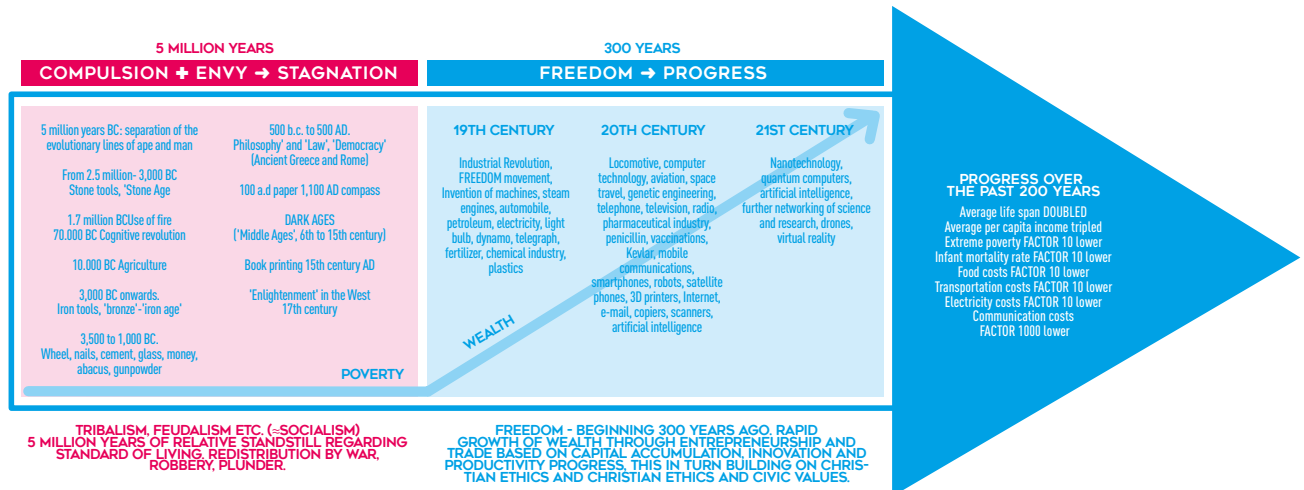 5 MILLION YEARS
COMPULSION + ENVY → STAGNATION
5 million years BC: separation of the
evolutionary lines of ape and man
From 2.5 million- 3,000 BC
Stone tools, 'Stone Age
1.7 million BCUse of fire
70.000 BC Cognitive revolution
10.000 BC Agriculture
3,000 BC onwards.
Iron tools, 'bronze'-'iron age'
3,500 to 1,000 BC.
Wheel, nails, cement, glass, money,
abacus, gunpowder
500 b.c. to 500 AD.
Philosophy' and 'Law', 'Democracy'
(Ancient Greece and Rome)
100 a.d paper 1,100 AD compass
DARK AGES
('Middle Ages', 6th to 15th century)
Book printing 15th century AD
'Enlightenment' in the West
17th century
POVERTY
TRIBALISM, FEUDALISM ETC. (≈SOCIALISM)
5 MILLION YEARS OF RELATIVE STANDSTILL REGARDING
STANDARD OF LIVING, REDISTRIBUTION BY WAR,
ROBBERY, PLUNDER.
300 YEARS
FREEDOM → PROGRESS
19TH CENTURY
Industrial Revolution,
FREEDOM movement,
Invention of machines, steam
engines, automobile,
petroleum, electricity, light
bulb, dynamo, telegraph,
fertilizer, chemical industry,
plastics
20TH CENTURY
Locomotive, computer
technology, aviation, space
travel, genetic engineering,
telephone, television, radio,
pharmaceutical industry,
penicillin, vaccinations,
Kevlar, mobile
communications,
smartphones, robots, satellite
phones, 3D printers, Internet,
e-mail, copiers, scanners,
artificial intelligence
21ST CENTURY
Nanotechnology,
quantum computers,
artificial intelligence,
further networking of science
and research, drones,
virtual reality
WEALTH
FREEDOM - BEGINNING 300 YEARS AGO. RAPID
GROWTH OF WEALTH THROUGH ENTREPRENEURSHIP AND
TRADE BASED ON CAPITAL ACCUMULATION, INNOVATION AND
PRODUCTIVITY PROGRESS, THIS IN TURN BUILDING ON CHRIS-
TIAN ETHICS AND CHRISTIAN ETHICS AND CIVIC VALUES.
PROGRESS OVER
THE PAST 200 YEARS
Average life span DOUBLED
Average per capita income tripled
Extreme poverty FACTOR 10 lower
Infant mortality rate FACTOR 10 lower
Food costs FACTOR 10 lower
Transportation costs FACTOR 10 lower
Electricity costs FACTOR 10 lower
Communication costs
FACTOR 1000 lower